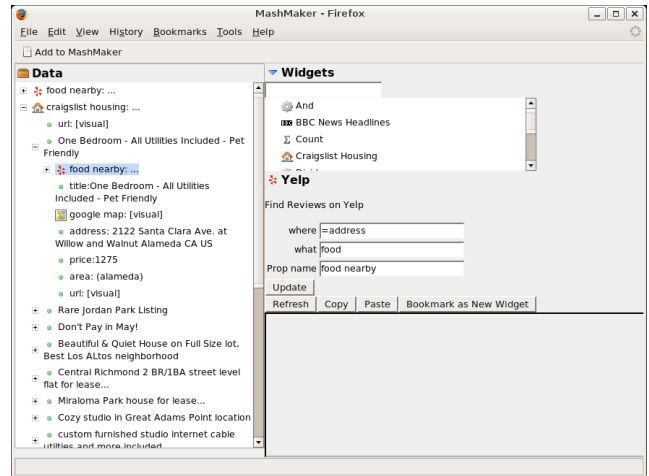 MashMaker - Firefox
File Edit View History Bookmarks Tools Help
Add to MashMaker
Data
food nearby: ...
craigslist housing: ...
url: [visual]
One Bedroom - All Utilities Included - Pet
Friendly
food nearby: ...
title:One Bedroom - All Utilities
Included - Pet Friendly
google map: [visual]
address: 2122 Santa Clara Ave. at
Willow and Walnut Alameda CA US
price:1275
area: (alameda)
url: [visual]
Rare Jordan Park Listing
Don't Pay in May!
Beautiful & Quiet House on Full Size lot,
Best Los ALtos neighborhood
Central Richmond 2 BR/1BA street level
flat for lease...
Miraloma Park house for lease...
Cozy studio in Great Adams Point location
custom furnished studio internet cable
utilties and more included
Widgets
And
BBC BBC News Headlines
Σ Count
Craigslist Housing
Yelp
Find Reviews on Yelp
where =address
what food
Prop name food nearby
Update
Refresh Copy Paste Bookmark as New Widget